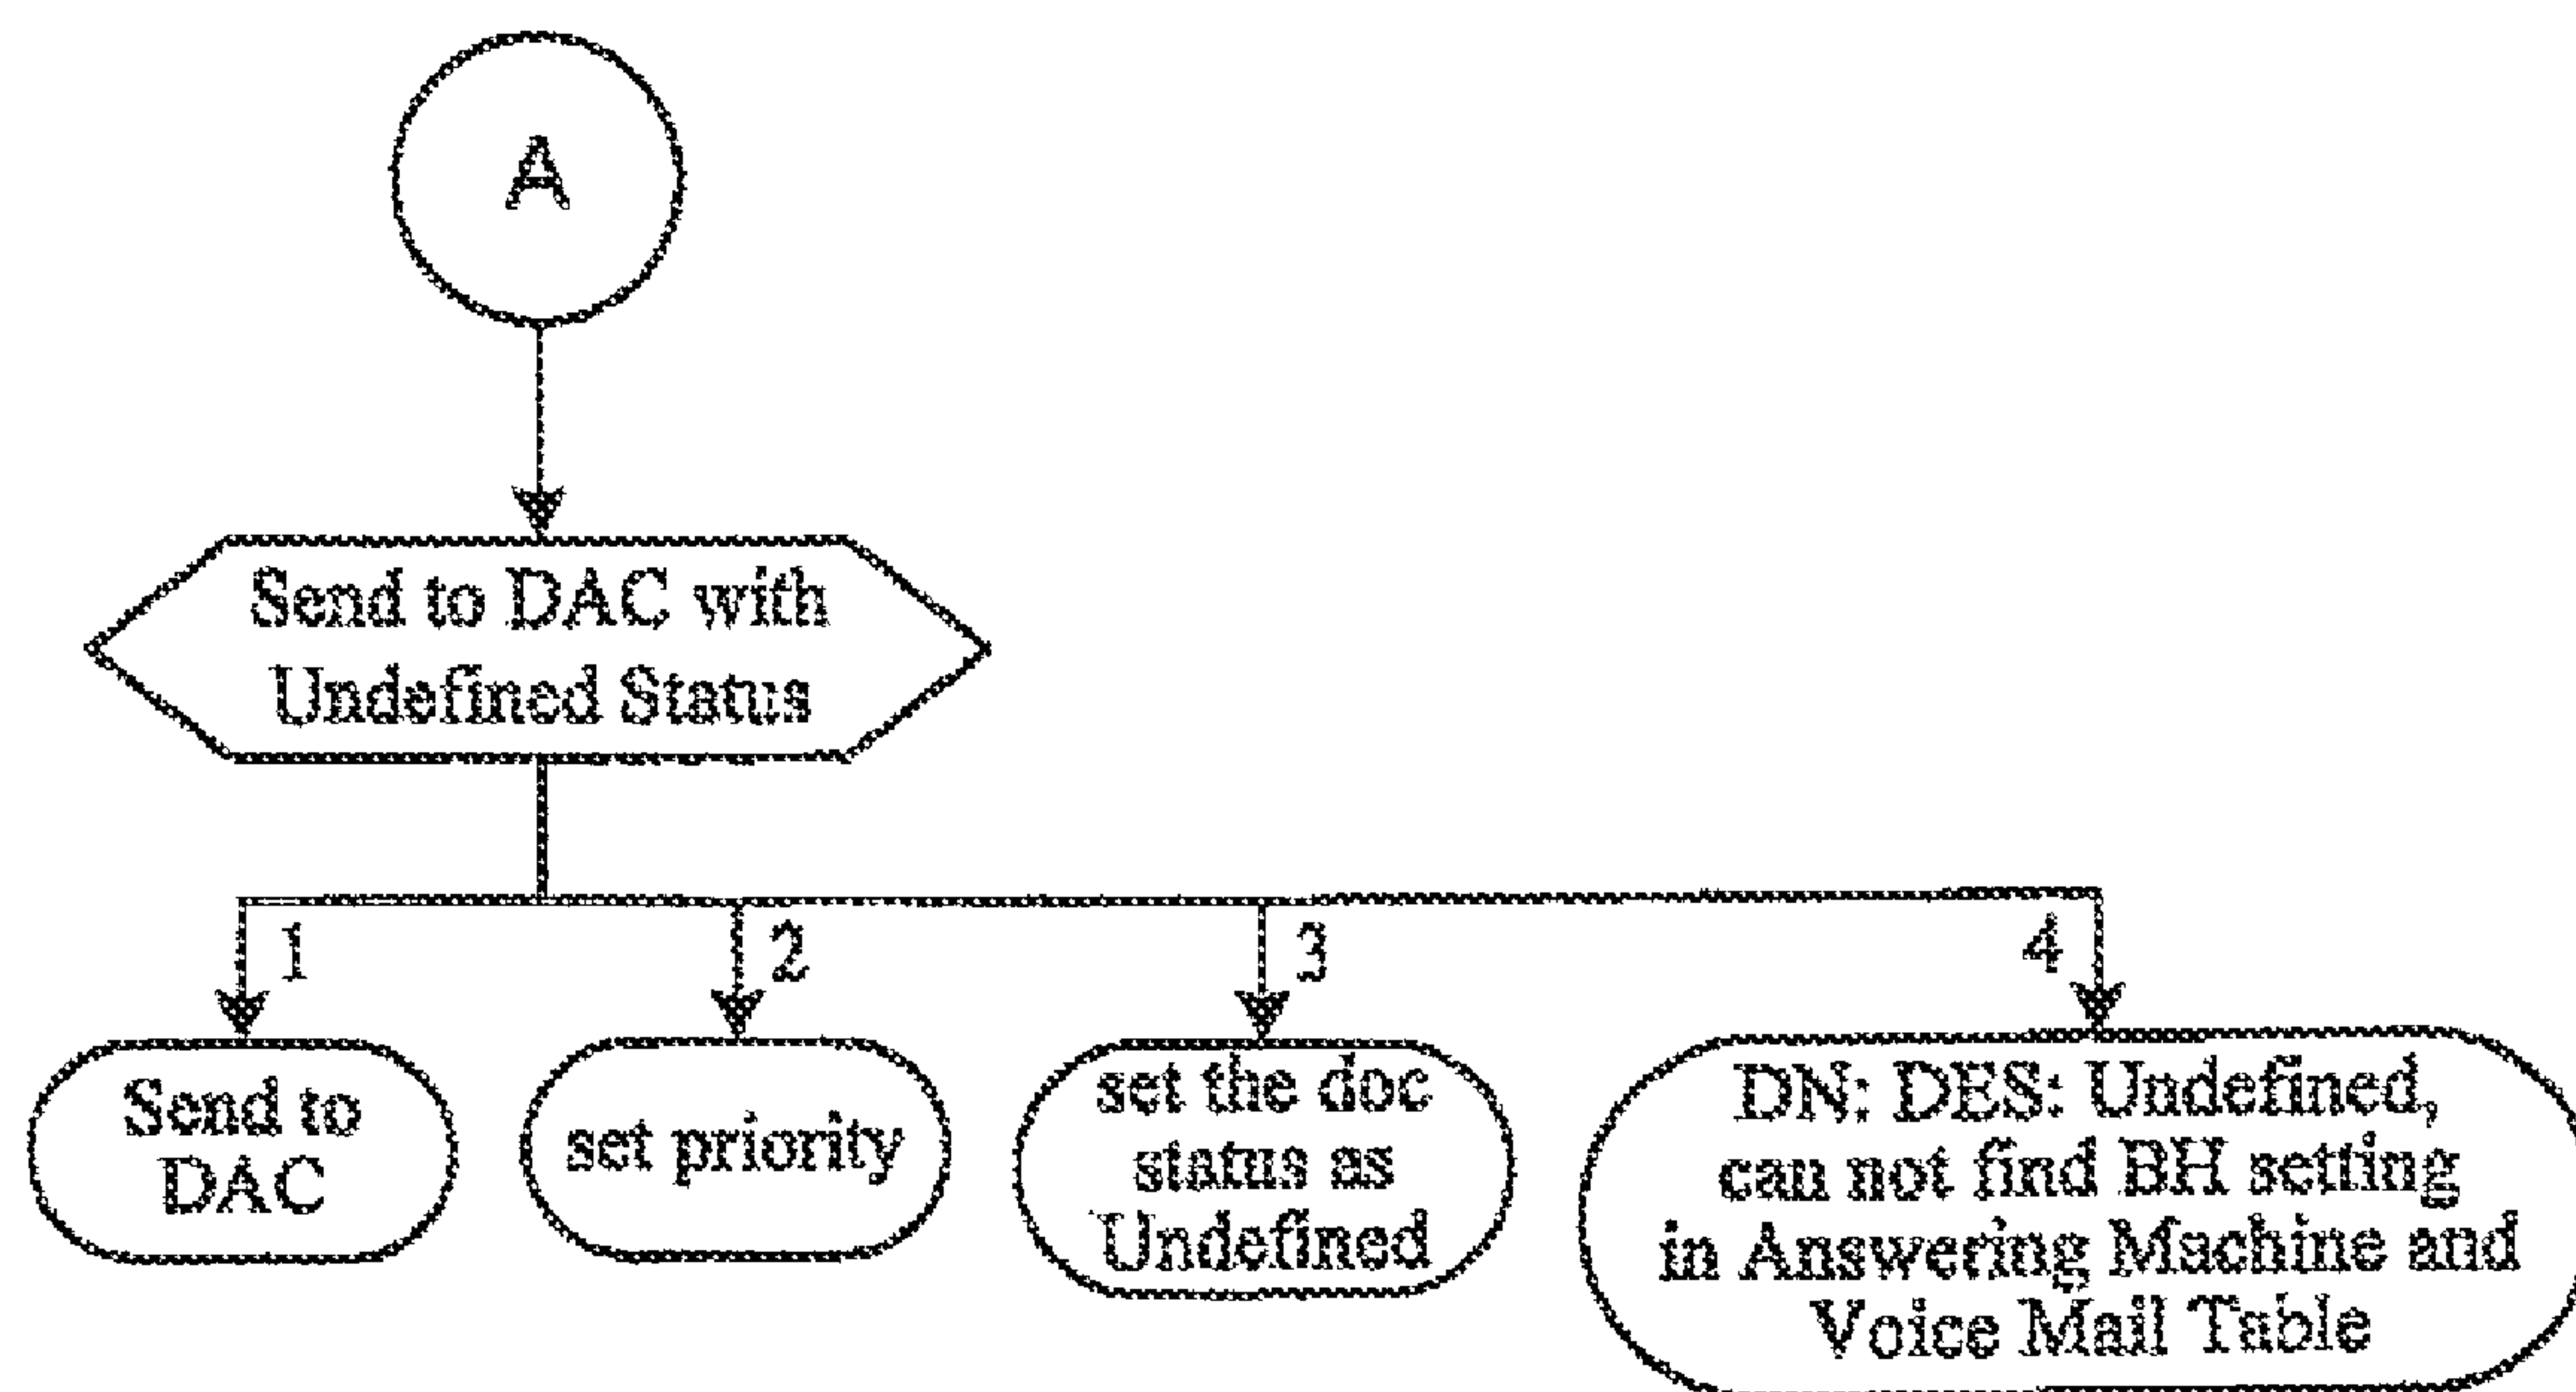 A
Send to DAC with
Undefined Status
1
2
3
4
Send to
DAC
set priority
set the doc
status as
Undefined
DN: DES: Undefined,
can not find BH setting
in Answering Machine and
Voice Mail Table